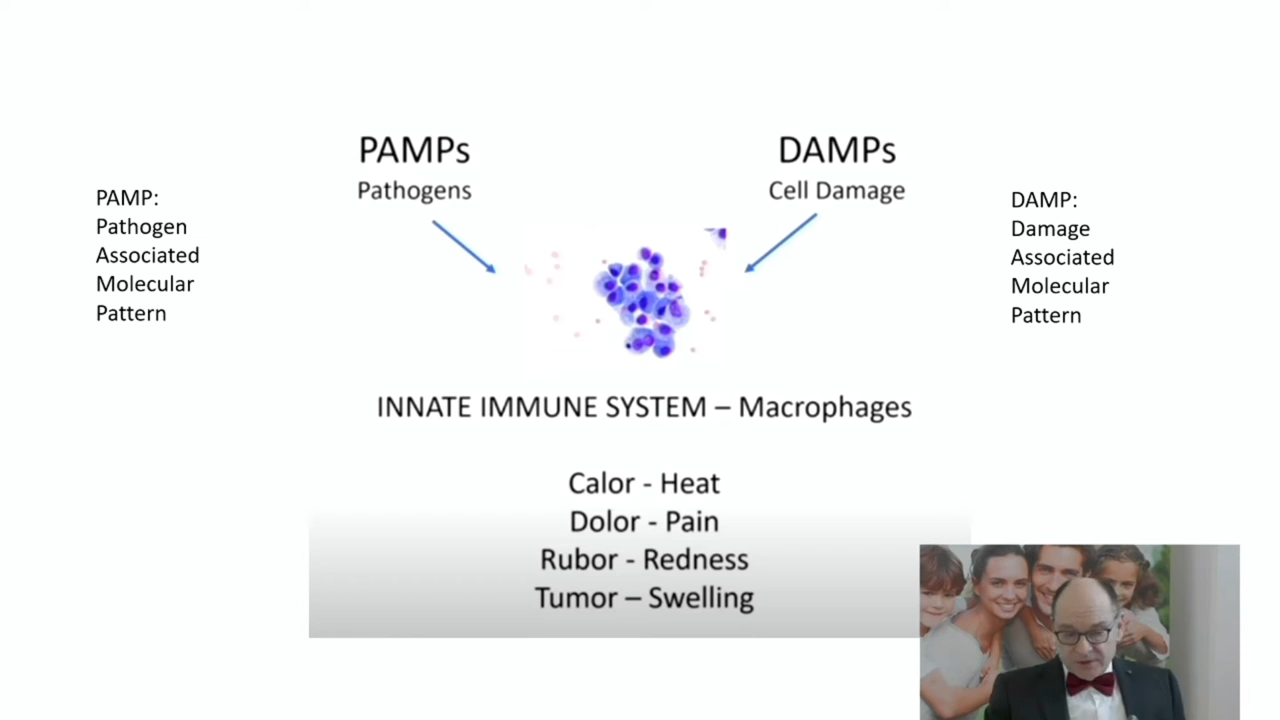 PAMPs
Pathogens
DAMPs
Cell Damage
PAMP:
Pathogen
Associated
Molecular
Pattern
DAMP:
Damage
Associated
Molecular
Pattern
INNATE IMMUNE SYSTEM – Macrophages
Calor - Heat
Dolor - Pain
Rubor - Redness
Tumor – Swelling